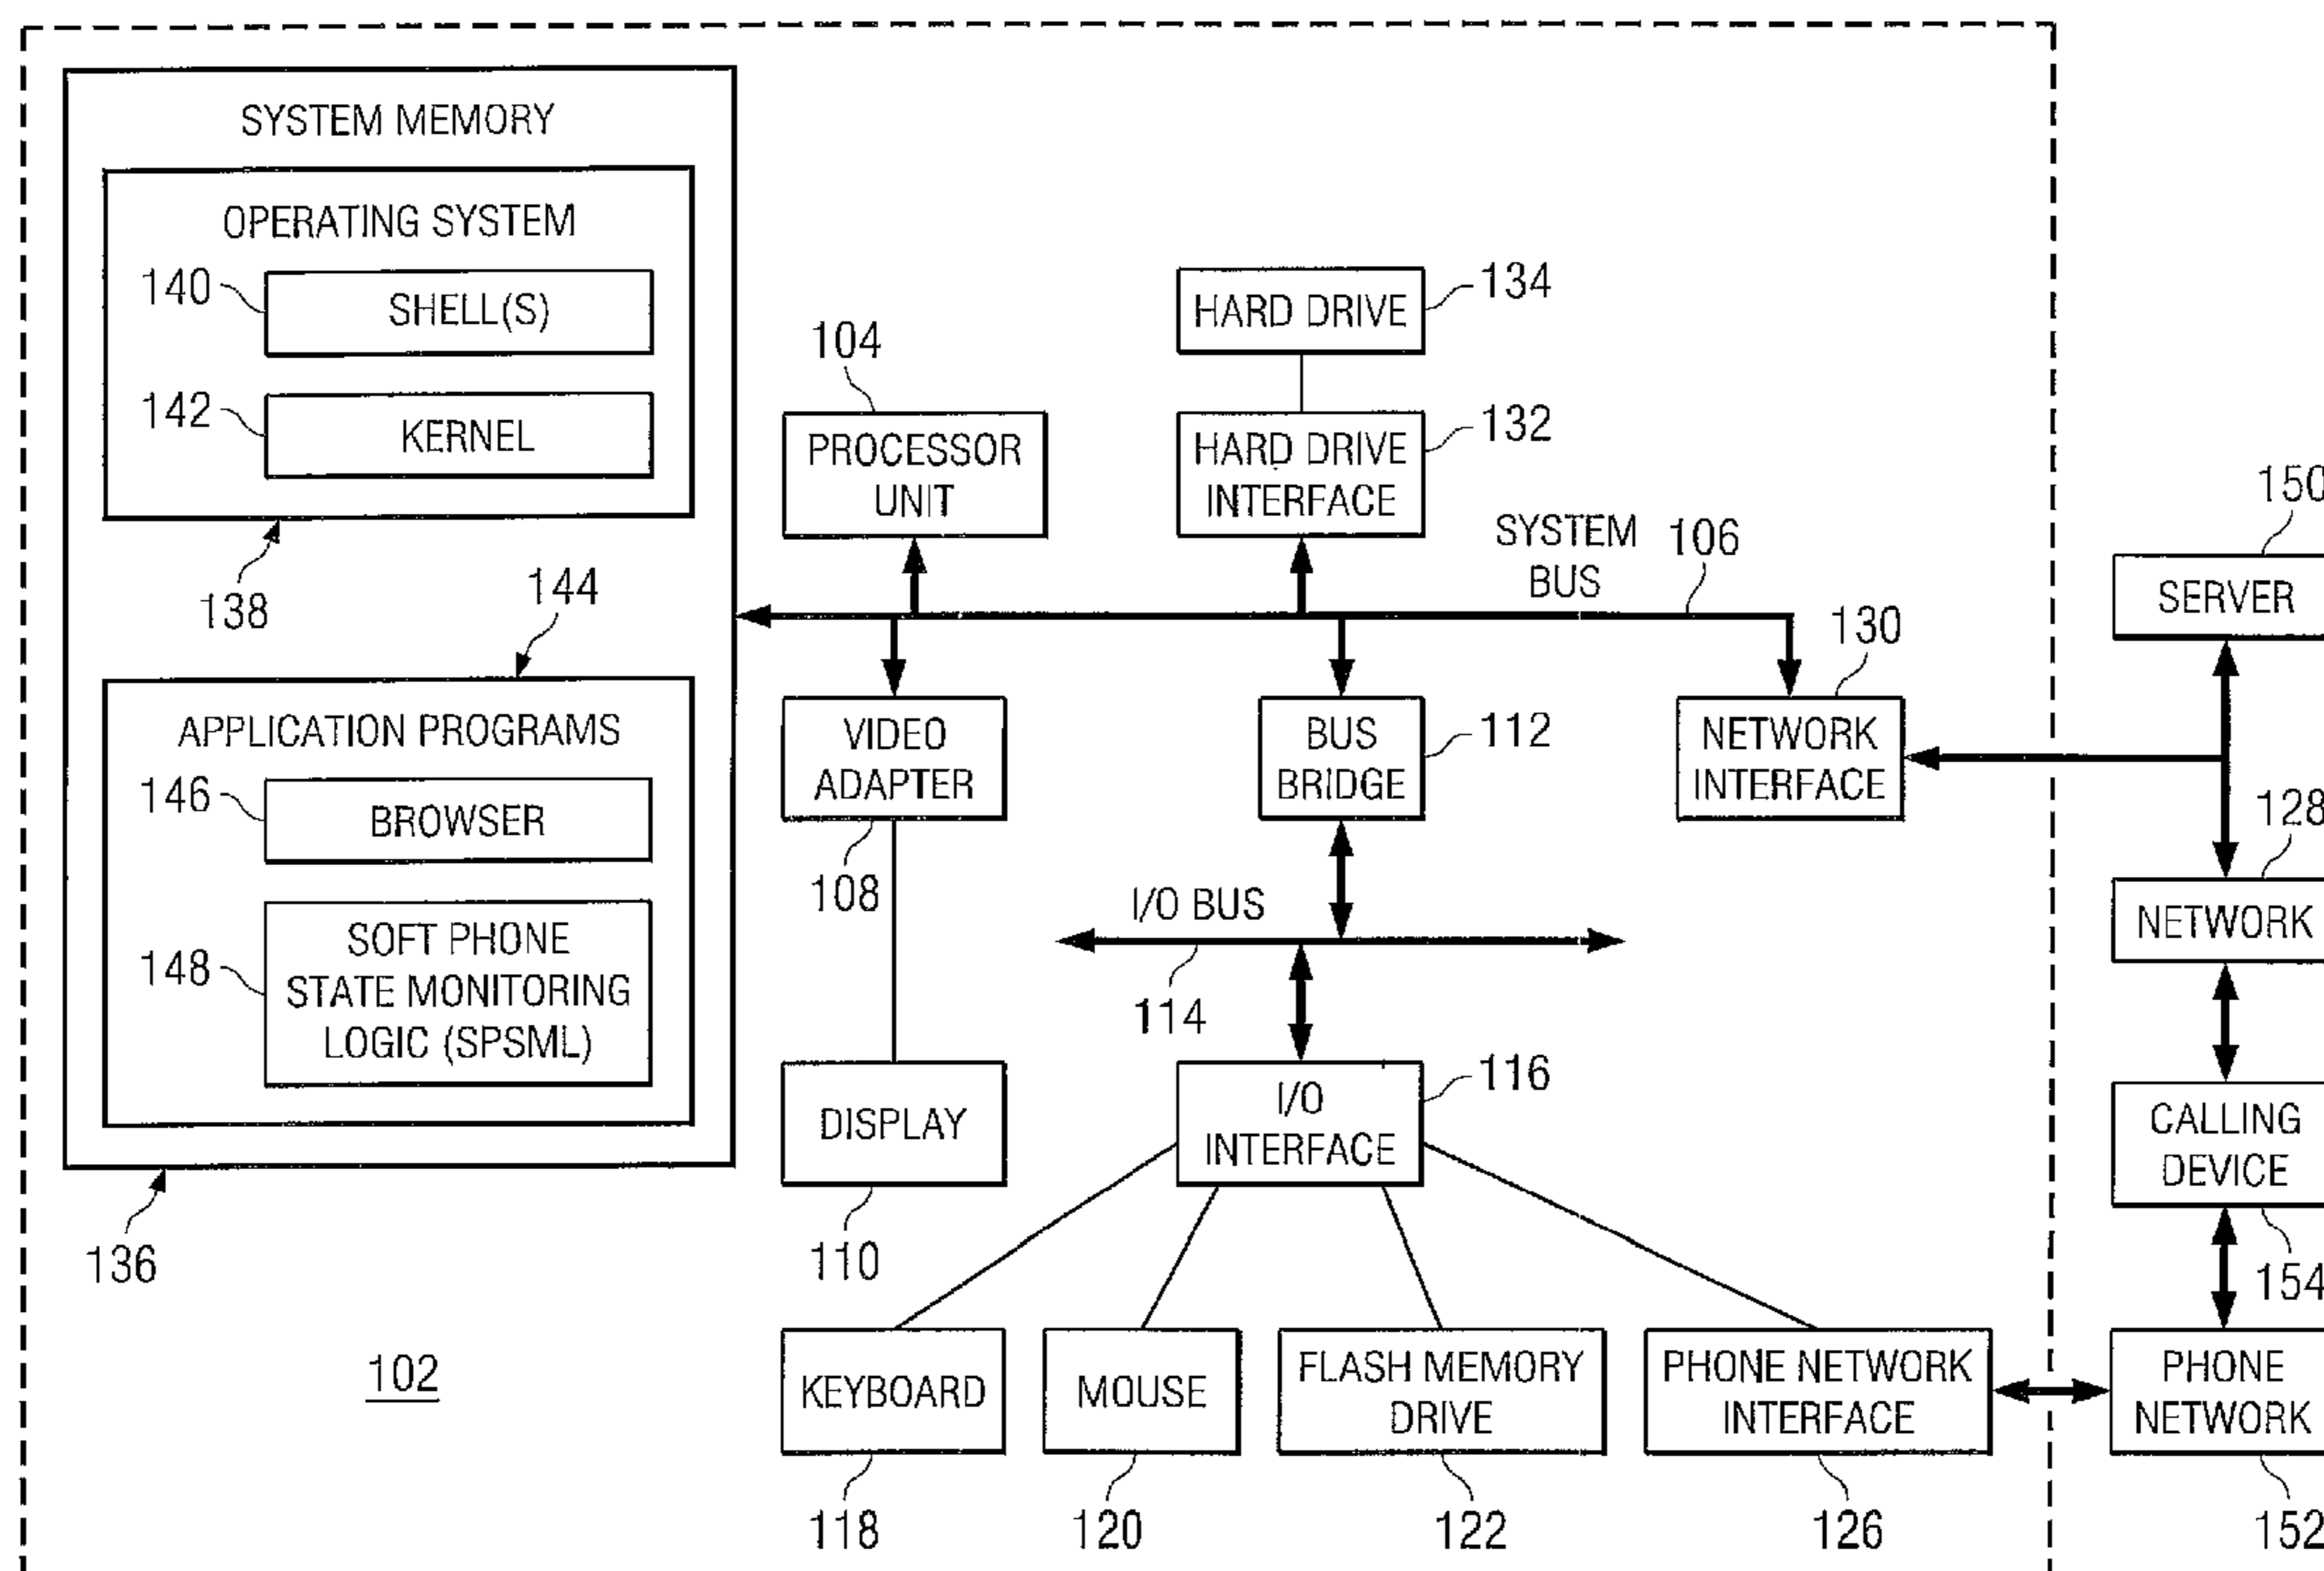 SYSTEM MEMORY
OPERATING SYSTEM
140
SHELL(S)
142
KERNEL
138
144
APPLICATION PROGRAMS
146
BROWSER
148
SOFT PHONE
STATE MONITORING
LOGIC (SPSML)
136
102
104
PROCESSOR
UNIT
HARD DRIVE
134
HARD DRIVE
INTERFACE
132
SYSTEM
BUS
106
130
VIDEO
ADAPTER
108
BUS
BRIDGE
112
NETWORK
INTERFACE
I/O BUS
114
DISPLAY
110
I/O
INTERFACE
116
KEYBOARD
118
MOUSE
120
FLASH MEMORY
DRIVE
122
PHONE NETWORK
INTERFACE
126
150
SERVER
128
NETWORK
CALLING
DEVICE
154
PHONE
NETWORK
152